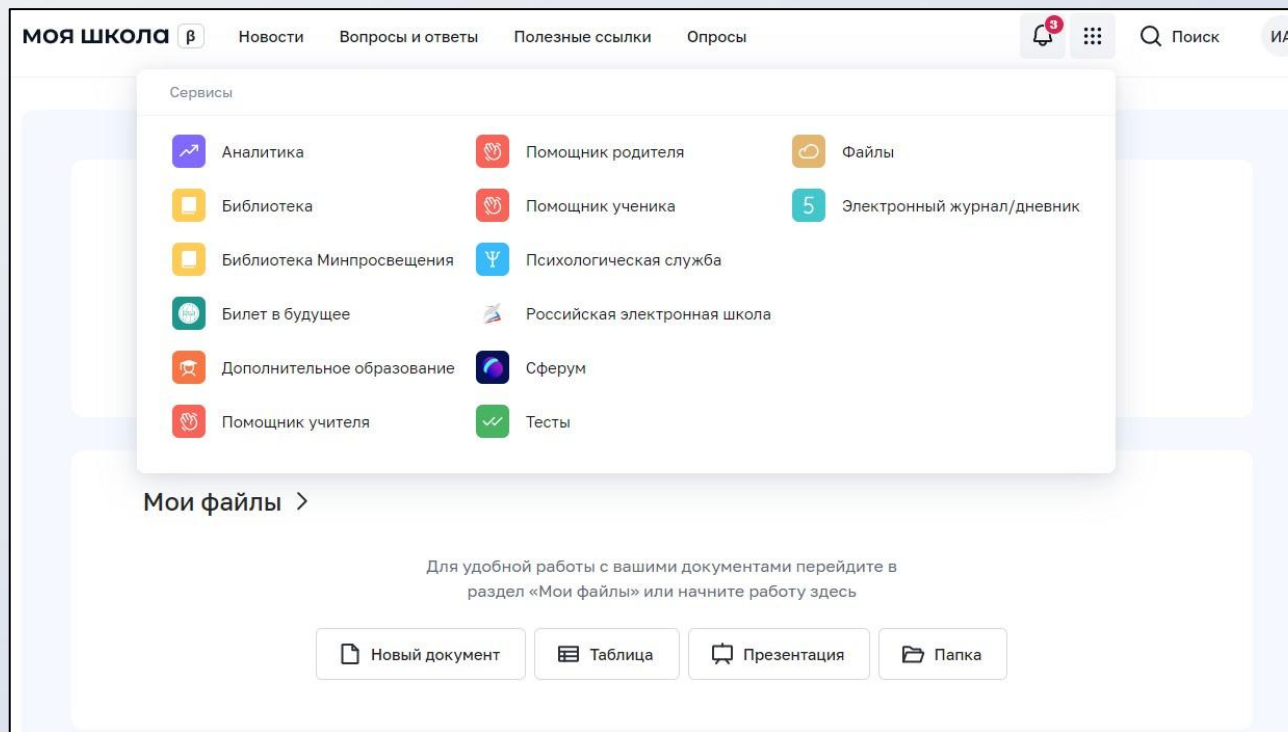 МОЯ ШКОЛА β Новости Вопросы и ответы Полезные ссылки Опросы 3 Поиск ИА
Сервисы
Аналитика Помощник родителя Файлы
Библиотека Помощник ученика 5 Электронный журнал/дневник
Библиотека Минпросвещения Ψ Психологическая служба
Билет в будущее Российская электронная школа
Дополнительное образование Сферум
Помощник учителя Тесты
Мои файлы >
Для удобной работы с вашими документами перейдите в
раздел «Мои файлы» или начните работу здесь
Новый документ Таблица Презентация Папка